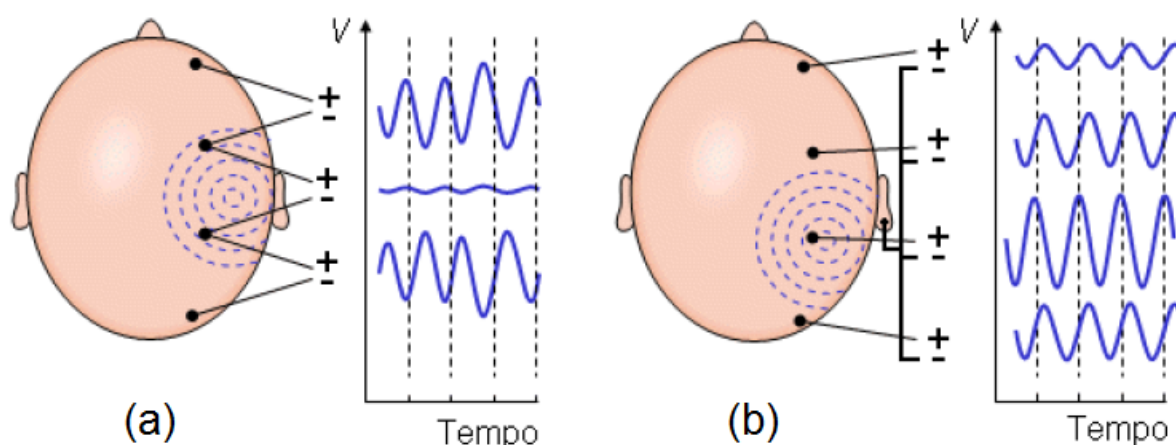 V
+
-
+
-
+
-
Tempo
(a)
V
+
-
+
-
+
-
+
-
Tempo
(b)